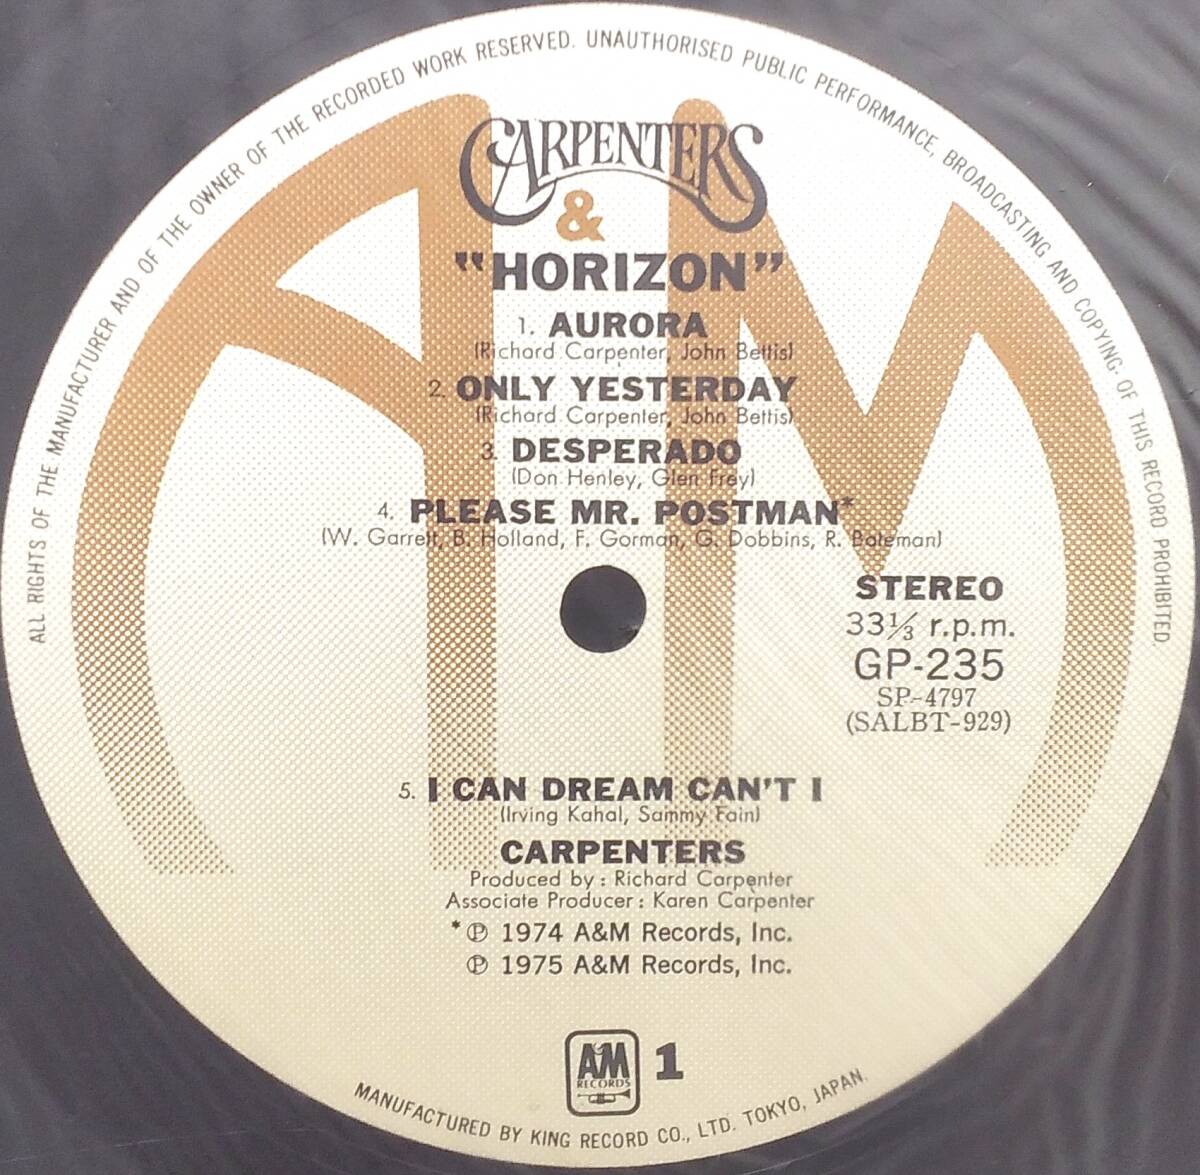 ALL RIGHTS OF THE MANUFACTURER AND OF THE OWNER OF THE RECORDED WORK RESERVED. UNAUTHORISED PUBLIC PERFORMANCE, BROADCASTING AND COPYING OF THIS RECORD PROHIBITED.
CARPENTERS
&
"HORIZON"
1. AURORA
(Richard Carpenter, John Bettis)
2. ONLY YESTERDAY
(Richard Carpenter, John Bettis)
3. DESPERADO
(Don Henley, Glen Frey)
4. PLEASE MR. POSTMAN*
(W. Garrett, B. Holland, F. Gorman, G. Dobbins, R. Bateman)
STEREO
33⅓ r.p.m.
GP-235
SP-4797
(SALBT-929)
5. I CAN DREAM CAN'T I
(Irving Kahal, Sammy Fain)
CARPENTERS
Produced by : Richard Carpenter
Associate Producer : Karen Carpenter
*℗ 1974 A&M Records, Inc.
℗ 1975 A&M Records, Inc.
A&M RECORDS 1
MANUFACTURED BY KING RECORD CO., LTD. TOKYO, JAPAN.